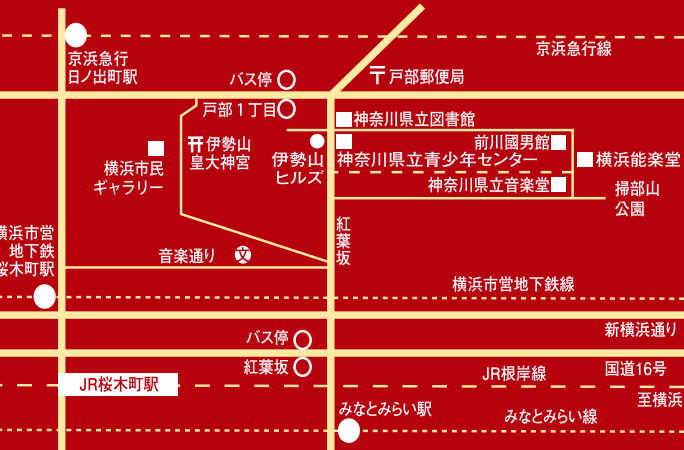 京浜急行線
京浜急行
日ノ出町駅
バス停
戸部郵便局
戸部1丁目
神奈川県立図書館
伊勢山
皇大神宮
前川國男館
横浜市民
ギャラリー
伊勢山
ヒルズ
神奈川県立青少年センター
横浜能楽堂
神奈川県立音楽堂
掃部山
公園
横浜市営
地下鉄
桜木町駅
紅葉坂
音楽通り
文
横浜市営地下鉄線
新横浜通り
バス停
紅葉坂
JR根岸線
国道16号
JR桜木町駅
至横浜
みなとみらい駅
みなとみらい線